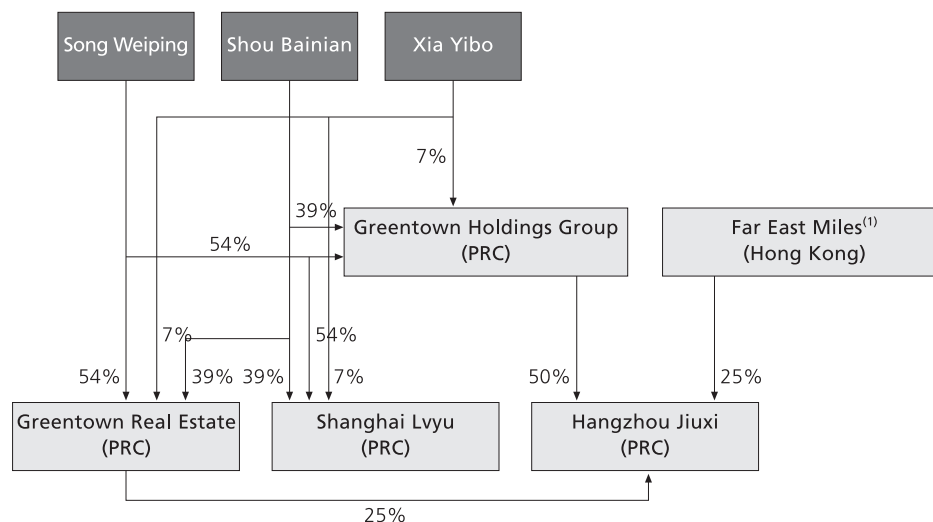 Song Weiping
Shou Bainian
Xia Yibo
7%
39%
Greentown Holdings Group
(PRC)
Far East Miles(1)
(Hong Kong)
54%
7%
54%
54%
39%
39%
7%
50%
25%
Greentown Real Estate
(PRC)
Shanghai Lvyu
(PRC)
Hangzhou Jiuxi
(PRC)
25%